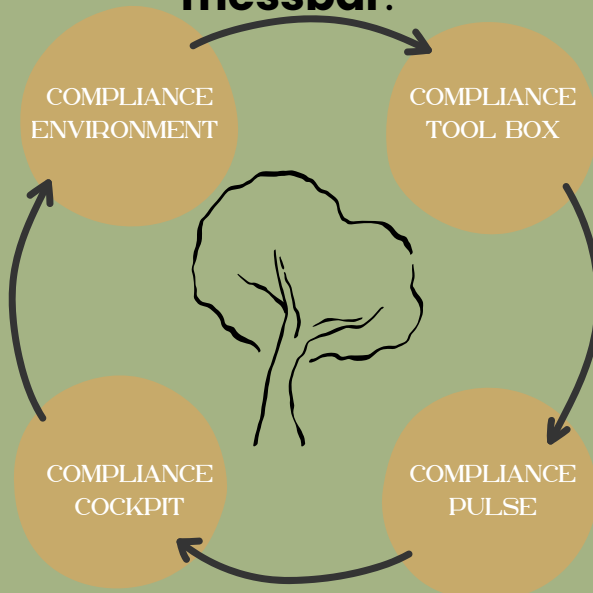 messbar.
COMPLIANCE
ENVIRONMENT
COMPLIANCE
TOOL BOX
COMPLIANCE
COCKPIT
COMPLIANCE
PULSE